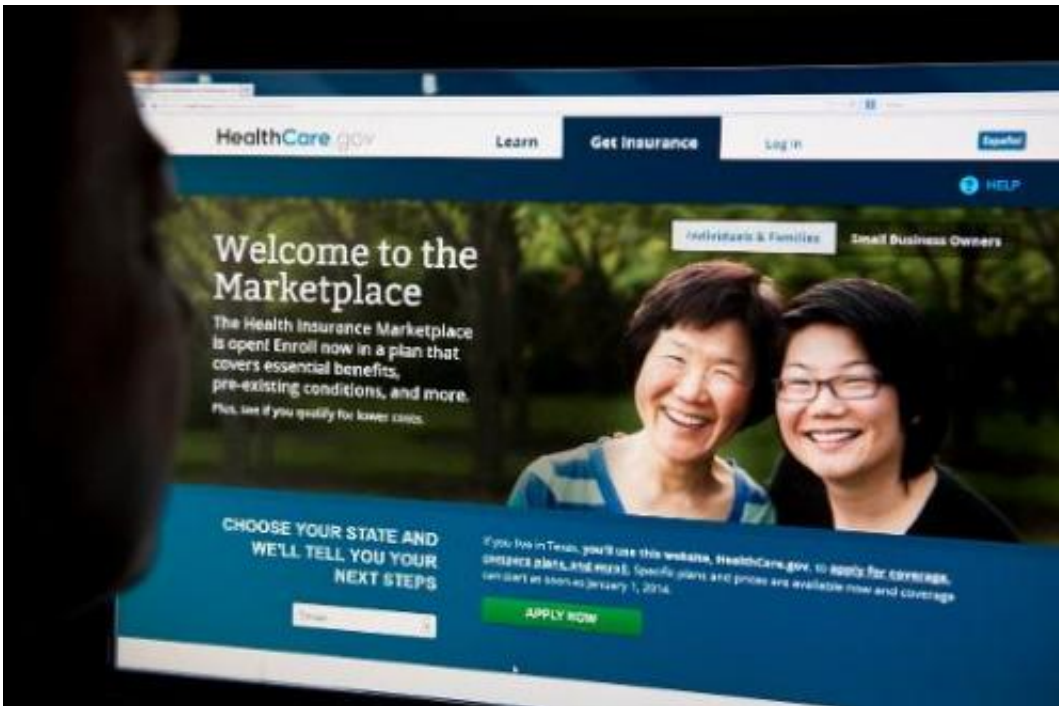 HealthCare.gov
Learn
Get Insurance
Log in
Español
? HELP
Individuals & Families
Small Business Owners
Welcome to the
Marketplace
The Health Insurance Marketplace
is open! Enroll now in a plan that
covers essential benefits,
pre-existing conditions, and more.
Plus, see if you qualify for lower costs.
CHOOSE YOUR STATE AND
WE'LL TELL YOU YOUR
NEXT STEPS
Texas
If you live in Texas, you'll use this website, HealthCare.gov, to apply for coverage,
compare plans, and enroll. Specific plans and prices are available now and coverage
can start as soon as January 1, 2014.
APPLY NOW